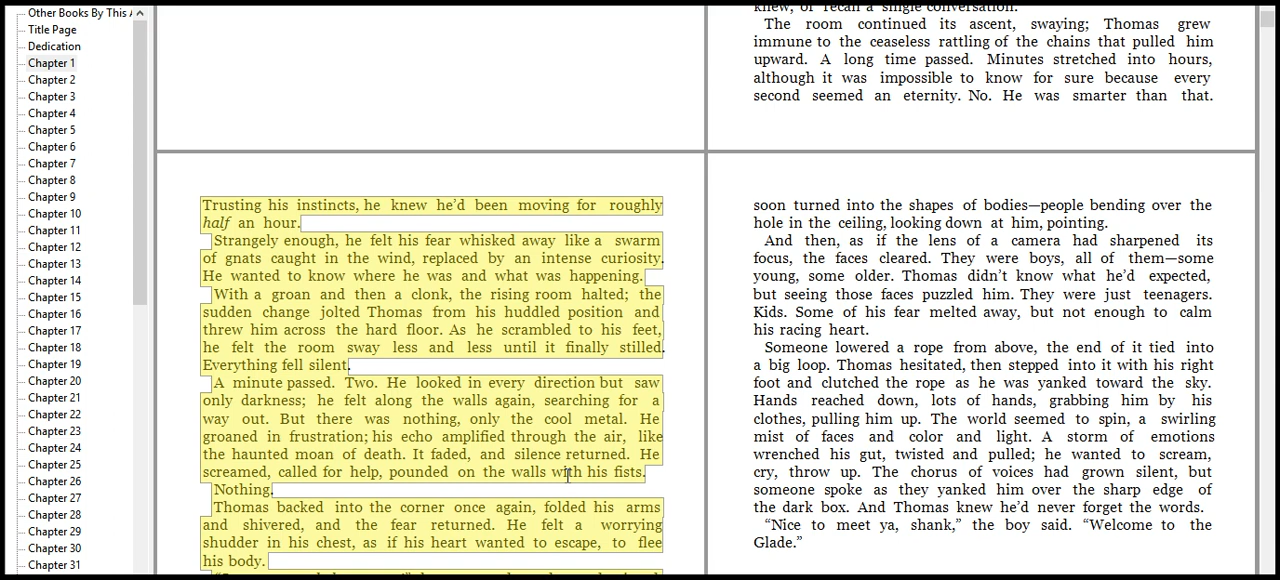 Other Books By This A
Title Page
Dedication
Chapter 1
Chapter 2
Chapter 3
Chapter 4
Chapter 5
Chapter 6
Chapter 7
Chapter 8
Chapter 9
Chapter 10
Chapter 11
Chapter 12
Chapter 13
Chapter 14
Chapter 15
Chapter 16
Chapter 17
Chapter 18
Chapter 19
Chapter 20
Chapter 21
Chapter 22
Chapter 23
Chapter 24
Chapter 25
Chapter 26
Chapter 27
Chapter 28
Chapter 29
Chapter 30
Chapter 31
knew, or recall a single conversation.
The room continued its ascent, swaying; Thomas grew
immune to the ceaseless rattling of the chains that pulled him
upward. A long time passed. Minutes stretched into hours,
although it was impossible to know for sure because every
second seemed an eternity. No. He was smarter than that.
Trusting his instincts, he knew he’d been moving for roughly
half an hour.
Strangely enough, he felt his fear whisked away like a swarm
of gnats caught in the wind, replaced by an intense curiosity.
He wanted to know where he was and what was happening.
With a groan and then a clonk, the rising room halted; the
sudden change jolted Thomas from his huddled position and
threw him across the hard floor. As he scrambled to his feet,
he felt the room sway less and less until it finally stilled.
Everything fell silent.
A minute passed. Two. He looked in every direction but saw
only darkness; he felt along the walls again, searching for a
way out. But there was nothing, only the cool metal. He
groaned in frustration; his echo amplified through the air, like
the haunted moan of death. It faded, and silence returned. He
screamed, called for help, pounded on the walls with his fists.
Nothing.
Thomas backed into the corner once again, folded his arms
and shivered, and the fear returned. He felt a worrying
shudder in his chest, as if his heart wanted to escape, to flee
his body.
soon turned into the shapes of bodies—people bending over the
hole in the ceiling, looking down at him, pointing.
And then, as if the lens of a camera had sharpened its
focus, the faces cleared. They were boys, all of them—some
young, some older. Thomas didn’t know what he’d expected,
but seeing those faces puzzled him. They were just teenagers.
Kids. Some of his fear melted away, but not enough to calm
his racing heart.
Someone lowered a rope from above, the end of it tied into
a big loop. Thomas hesitated, then stepped into it with his right
foot and clutched the rope as he was yanked toward the sky.
Hands reached down, lots of hands, grabbing him by his
clothes, pulling him up. The world seemed to spin, a swirling
mist of faces and color and light. A storm of emotions
wrenched his gut, twisted and pulled; he wanted to scream,
cry, throw up. The chorus of voices had grown silent, but
someone spoke as they yanked him over the sharp edge of
the dark box. And Thomas knew he’d never forget the words.
“Nice to meet ya, shank,” the boy said. “Welcome to the
Glade.”